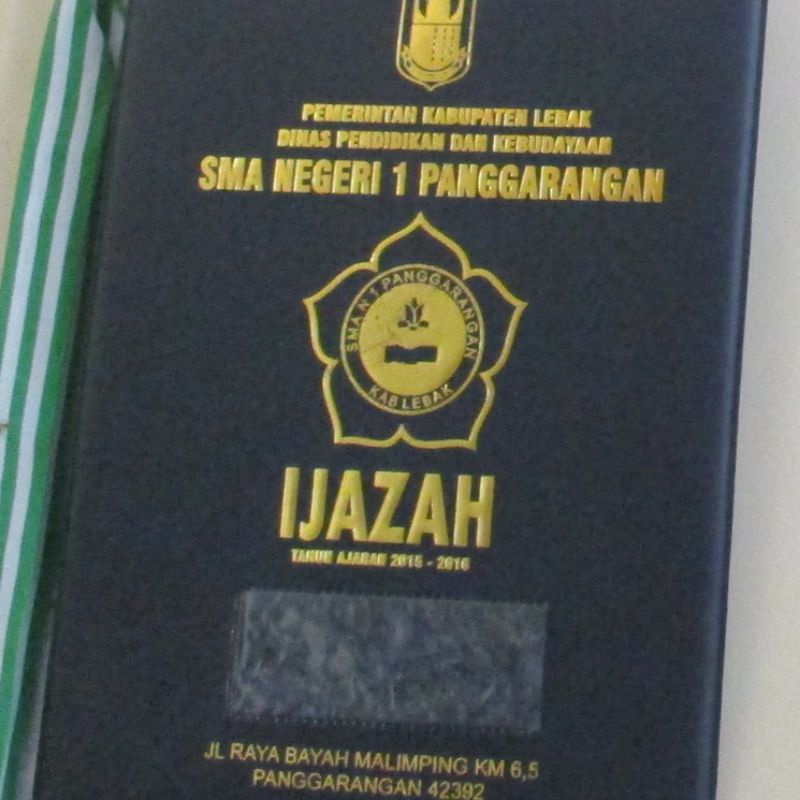 PEMERINTAH KABUPATEN LEBAK
DINAS PENDIDIKAN DAN KEBUDAYAAN
SMA NEGERI 1 PANGGARANGAN
SMA N 1 PANGGARANGAN
KAB LEBAK
IJAZAH
TAHUN AJARAN 2015 - 2016
JL RAYA BAYAH MALIMPING KM 6,5
PANGGARANGAN 42392